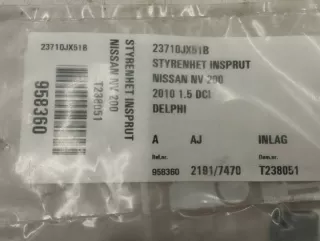 23710JX51B
STYRENHET INSPRUT
NISSAN NV 200
T238051
958360
23710JX51B
STYRENHET INSPRUT
NISSAN NV 200
2010 1.5 DCI
DELPHI
A AJ INLAG
958360 2191/7470 T238051